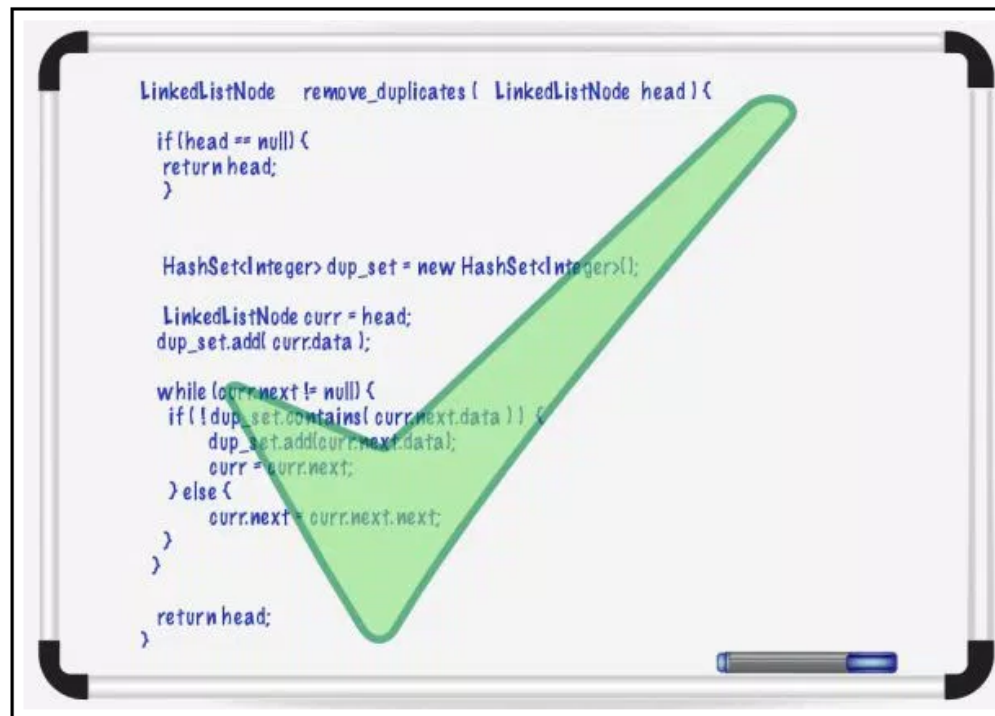 LinkedListNode remove_duplicates( LinkedListNode head) {
if (head == null) {
return head;
}
HashSet<Integer> dup_set = new HashSet<Integer>();
LinkedListNode curr = head;
dup_set.add( curr.data );
while (curr.next != null) {
if ( ! dup_set.contains( curr.next.data ) ) {
dup_set.add(curr.next.data);
curr = curr.next;
} else {
curr.next = curr.next.next;
}
}
return head;
}